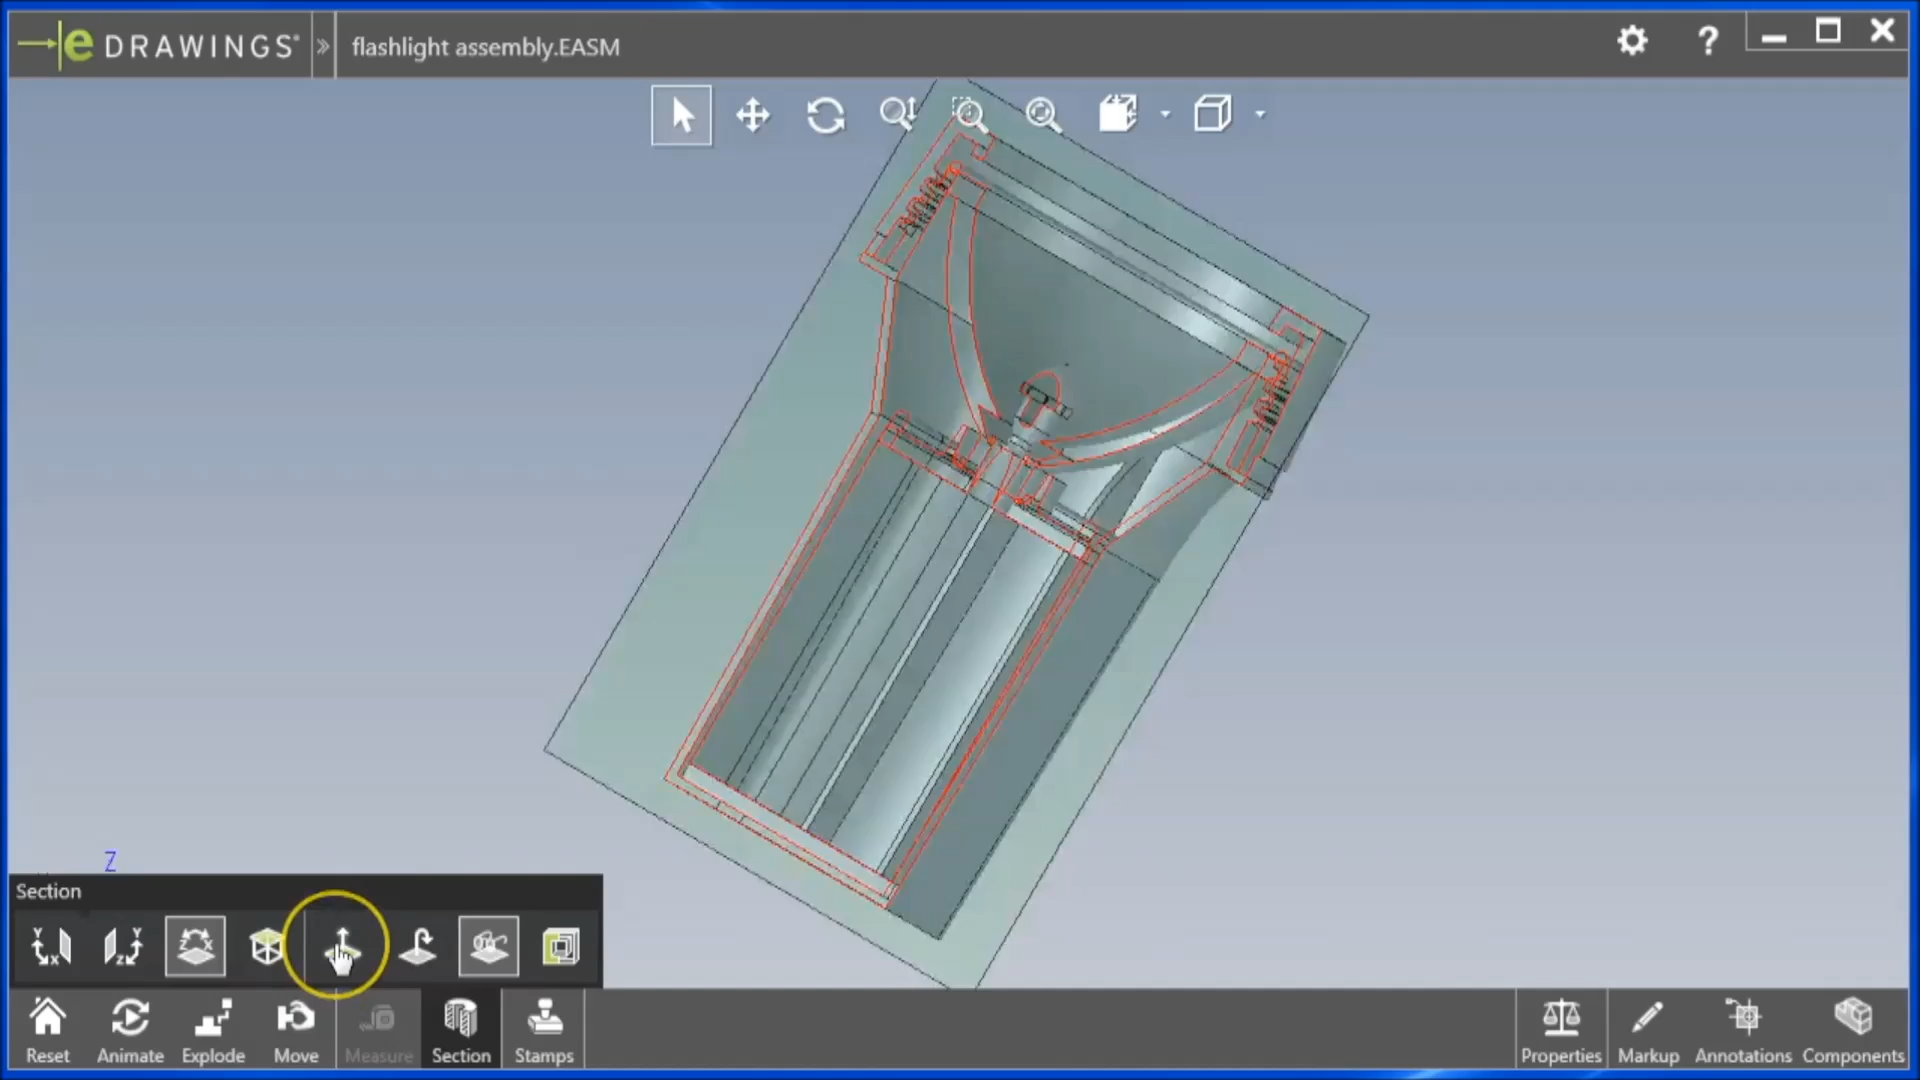 eDRAWINGS® » flashlight assembly.EASM ?
Z
Section
Y X Z Y Z X
Reset Animate Explode Move Measure Section Stamps Properties Markup Annotations Components